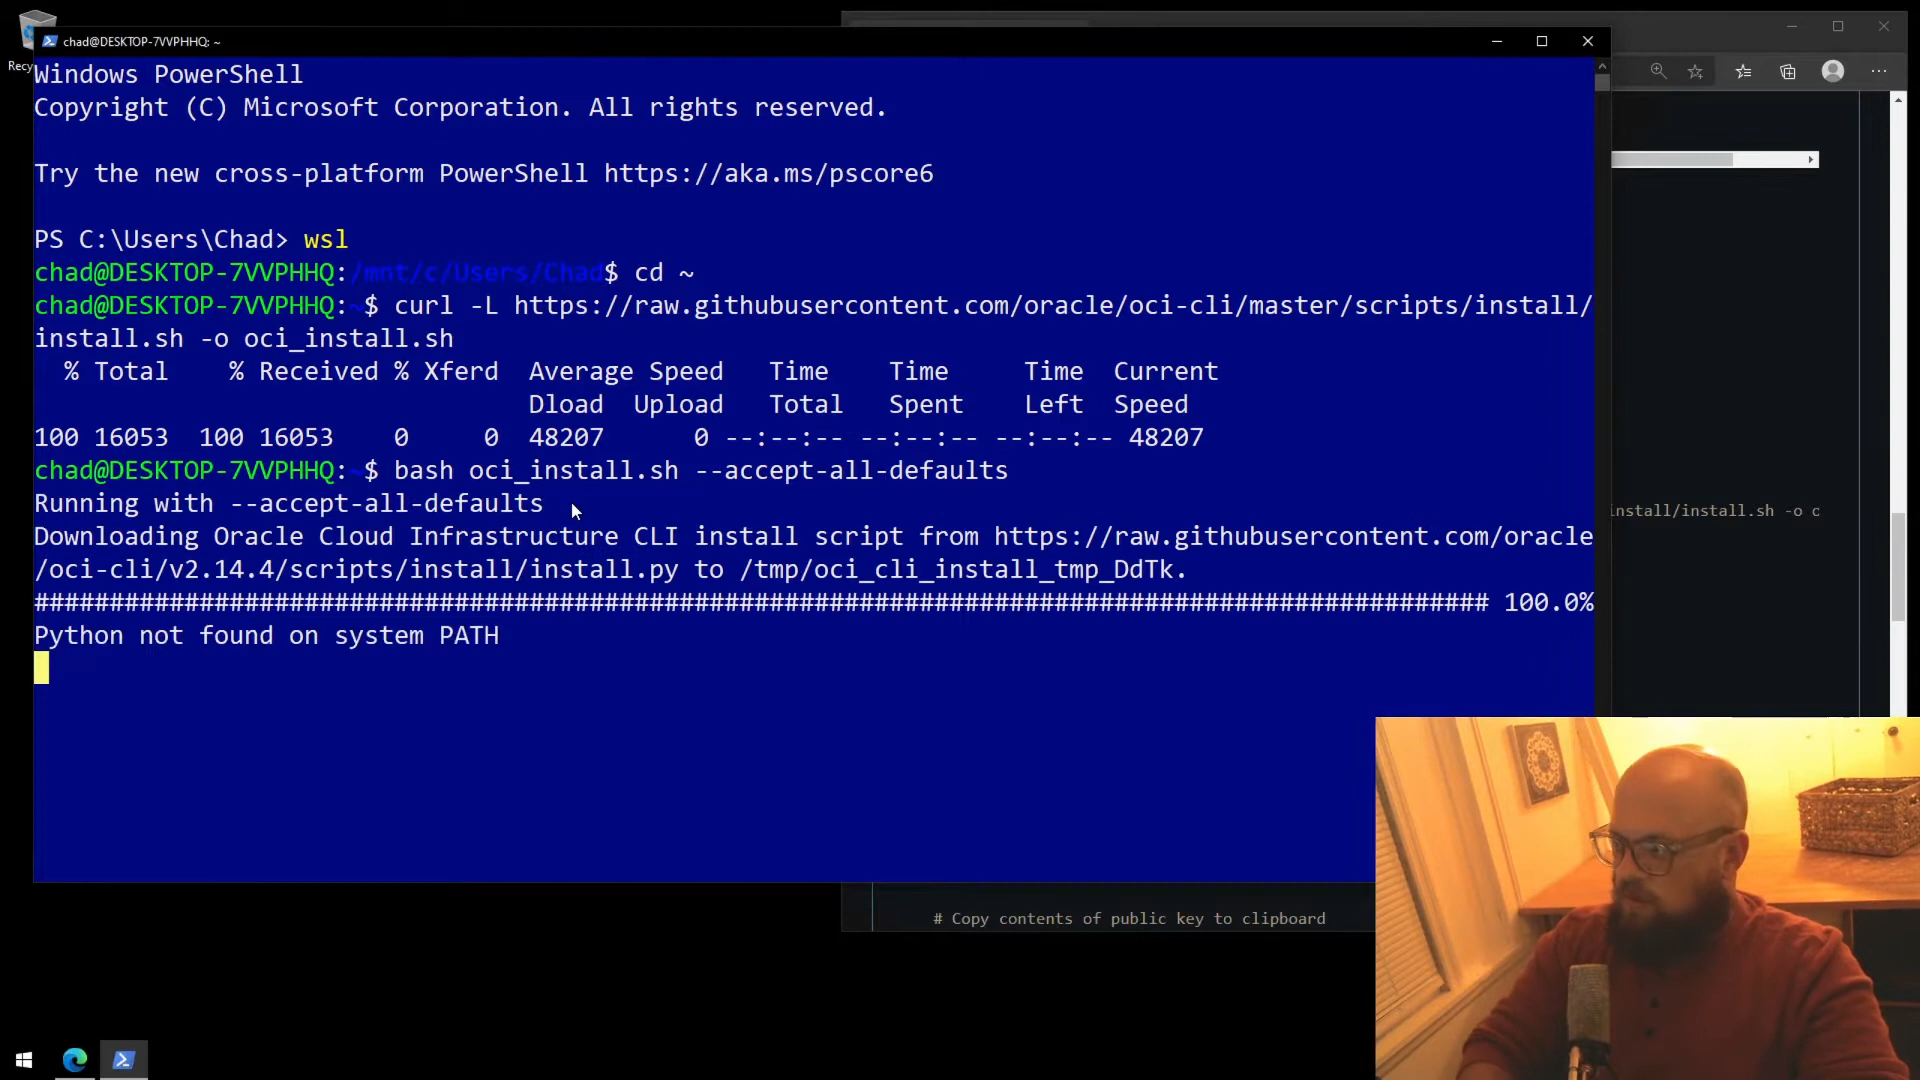 chad@DESKTOP-7VVPHHQ: ~
Recy
Windows PowerShell
Copyright (C) Microsoft Corporation. All rights reserved.
Try the new cross-platform PowerShell https://aka.ms/pscore6
PS C:\Users\Chad> wsl
chad@DESKTOP-7VVPHHQ:/mnt/c/Users/Chad$ cd ~
chad@DESKTOP-7VVPHHQ:~$ curl -L https://raw.githubusercontent.com/oracle/oci-cli/master/scripts/install/
install.sh -o oci_install.sh
% Total % Received % Xferd Average Speed Time Time Time Current
Dload Upload Total Spent Left Speed
100 16053 100 16053 0 0 48207 0 --:--:-- --:--:-- --:--:-- 48207
chad@DESKTOP-7VVPHHQ:~$ bash oci_install.sh --accept-all-defaults
Running with --accept-all-defaults
Downloading Oracle Cloud Infrastructure CLI install script from https://raw.githubusercontent.com/oracle
/oci-cli/v2.14.4/scripts/install/install.py to /tmp/oci_cli_install_tmp_DdTk.
################################################################################################# 100.0%
Python not found on system PATH
install/install.sh -o c
# Copy contents of public key to clipboard